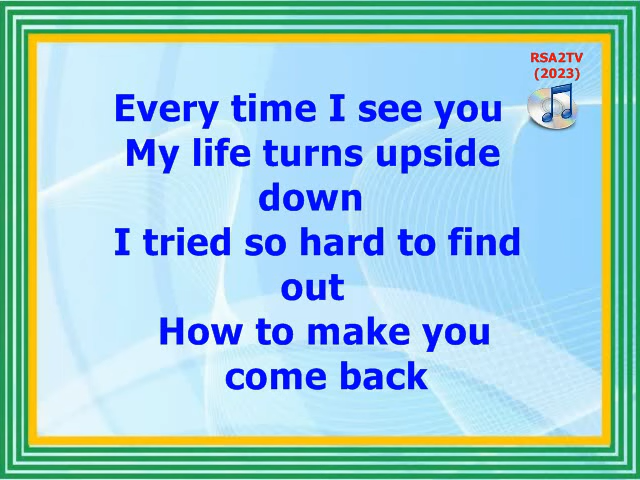 RSA2TV
(2023)
Every time I see you
My life turns upside
down
I tried so hard to find
out
How to make you
come back